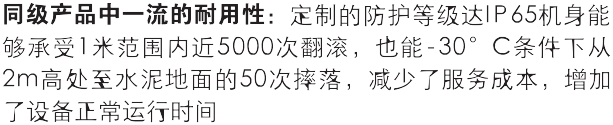 同级产品中一流的耐用性：定制的防护等级达IP65机身能
够承受1米范围内近5000次翻滚，也能-30°C条件下从
2m高处至水泥地面的50次摔落，减少了服务成本，增加
了设备正常运行时间